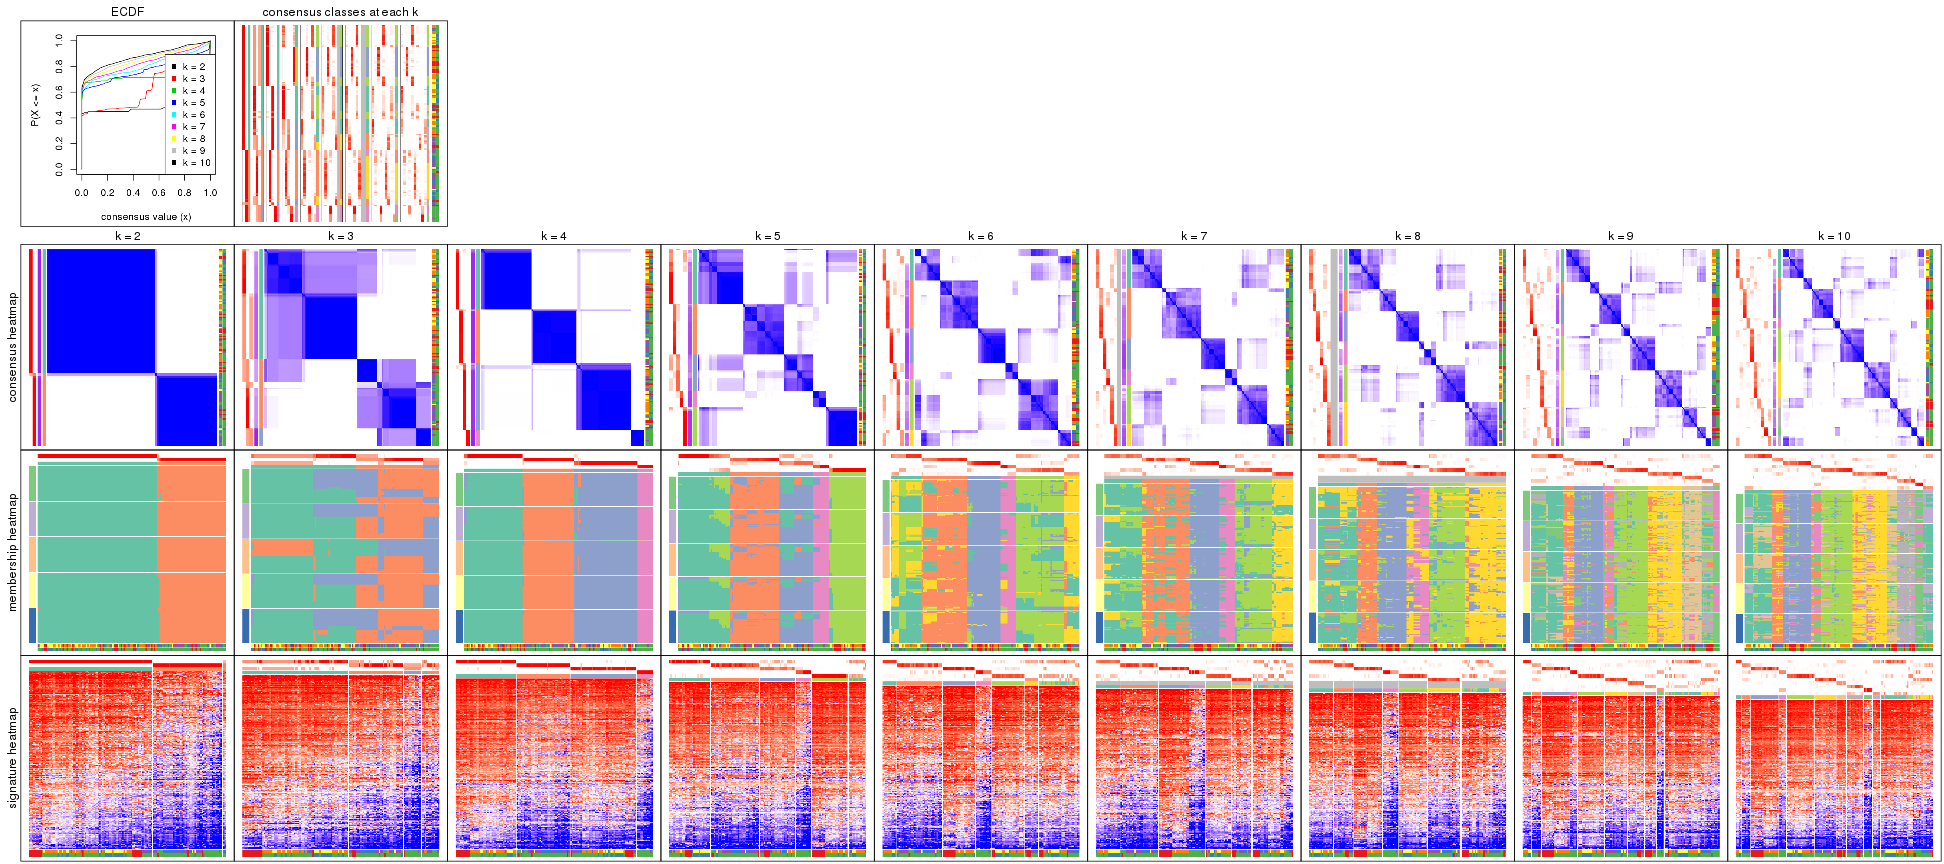 ECDF
consensus classes at each k
P(X <= x)
0.0 0.2 0.4 0.6 0.8 1.0
k = 2
k = 3
k = 4
k = 5
k = 6
k = 7
k = 8
k = 9
k = 10
0.0 0.2 0.4 0.6 0.8 1.0
consensus value (x)
k = 2 k = 3 k = 4 k = 5 k = 6 k = 7 k = 8 k = 9 k = 10
consensus heatmap
membership heatmap
signature heatmap